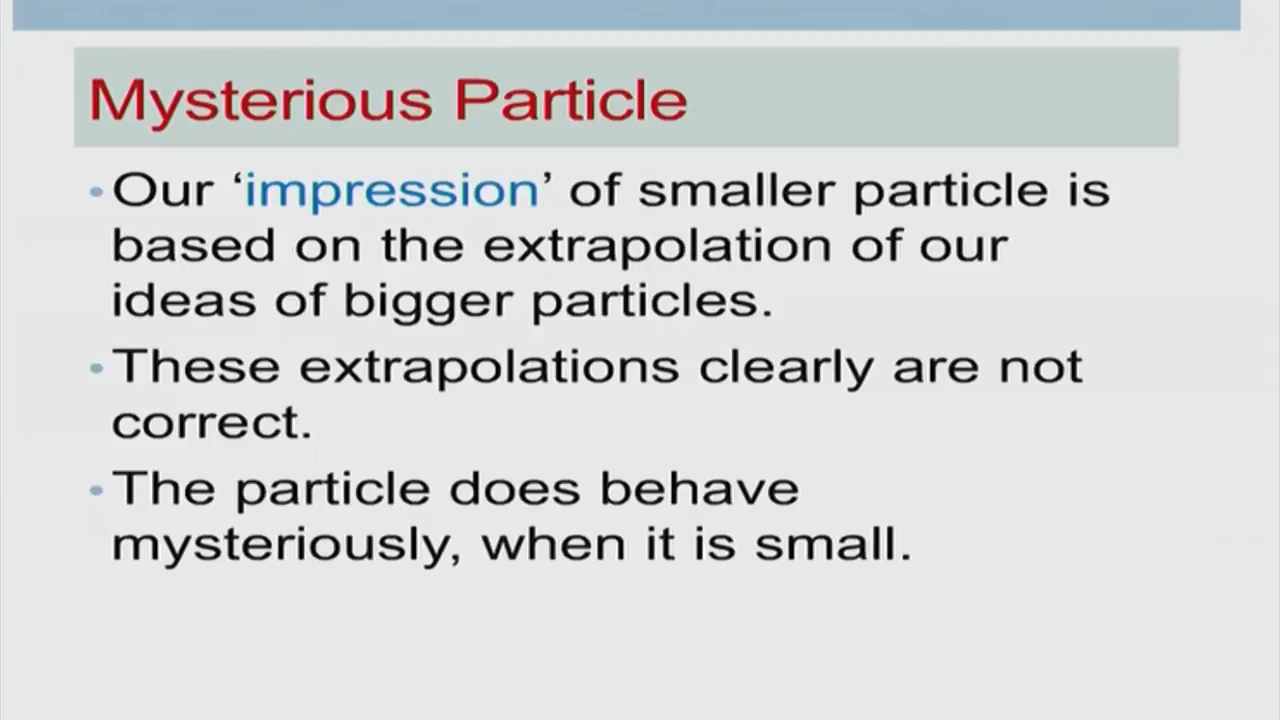 Mysterious Particle
• Our ‘impression’ of smaller particle is
based on the extrapolation of our
ideas of bigger particles.
• These extrapolations clearly are not
correct.
• The particle does behave
mysteriously, when it is small.